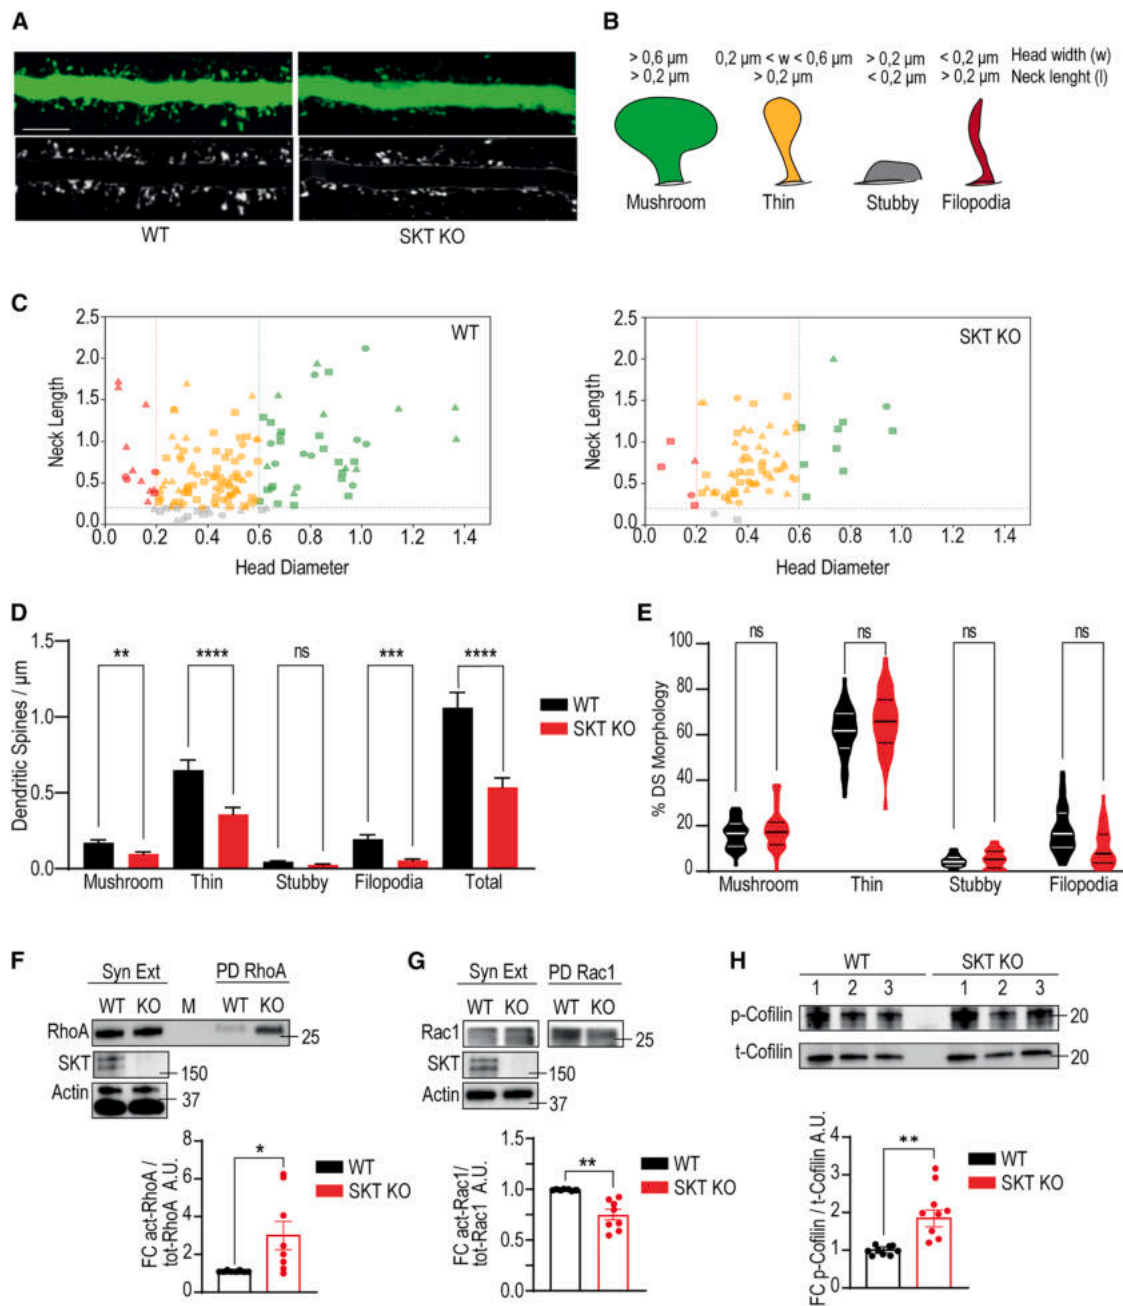 A
WT
SKT KO
B
> 0,6 µm 0,2 µm < w < 0,6 µm > 0,2 µm < 0,2 µm Head width (w)
> 0,2 µm > 0,2 µm < 0,2 µm > 0,2 µm Neck lenght (l)
Mushroom Thin Stubby Filopodia
C
WT
Neck Length
2.5
2.0
1.5
1.0
0.5
0.0
0.0 0.2 0.4 0.6 0.8 1.0 1.2 1.4
Head Diameter
SKT KO
Neck Length
2.5
2.0
1.5
1.0
0.5
0.0
0.0 0.2 0.4 0.6 0.8 1.0 1.2 1.4
Head Diameter
D
Dendritic Spines / µm
1.5
1.0
0.5
0.0
** **** ns *** ****
WT
SKT KO
Mushroom Thin Stubby Filopodia Total
E
% DS Morphology
100
80
60
40
20
0
ns ns ns ns
Mushroom Thin Stubby Filopodia
F
Syn Ext PD RhoA
WT KO M WT KO
RhoA 25
SKT 150
Actin 37
FC act-RhoA /
tot-RhoA A.U.
8
6
4
2
0
*
WT
SKT KO
G
Syn Ext PD Rac1
WT KO WT KO
Rac1 25
SKT 150
Actin 37
FC act-Rac1/
tot-Rac1 A.U.
1.5
1.0
0.5
0.0
**
WT
SKT KO
H
WT SKT KO
1 2 3 1 2 3
p-Cofilin 20
t-Cofilin 20
FC p-Cofilin / t-Cofilin A.U.
4
3
2
1
0
**
WT
SKT KO